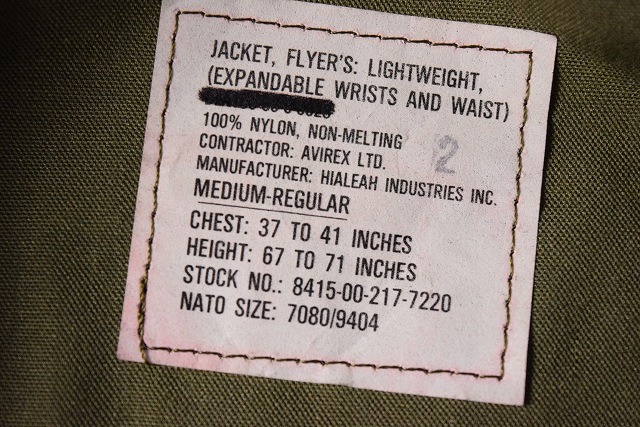 JACKET, FLYER'S: LIGHTWEIGHT,
(EXPANDABLE WRISTS AND WAIST)
100% NYLON, NON-MELTING
2
CONTRACTOR: AVIREX LTD.
MANUFACTURER: HIALEAH INDUSTRIES INC.
MEDIUM-REGULAR
CHEST: 37 TO 41 INCHES
HEIGHT: 67 TO 71 INCHES
STOCK NO.: 8415-00-217-7220
NATO SIZE: 7080/9404